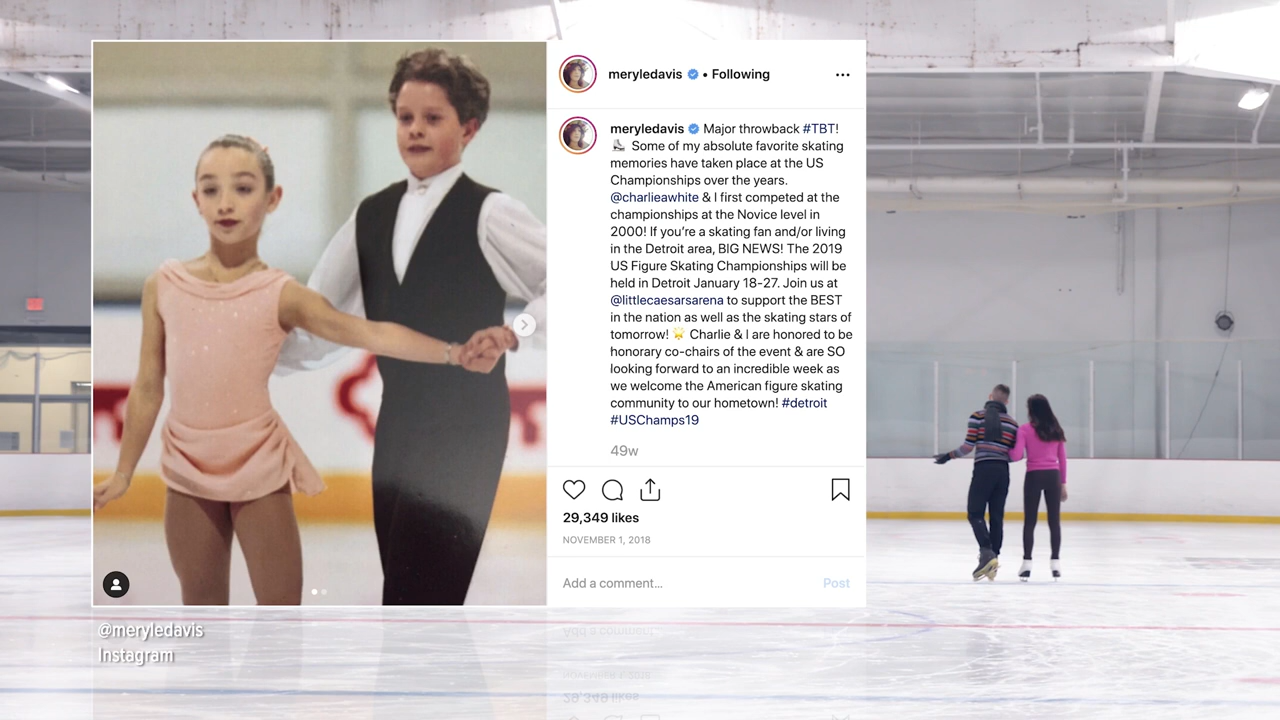 meryledavis • Following
meryledavis Major throwback #TBT!
⛸ Some of my absolute favorite skating
memories have taken place at the US
Championships over the years.
@charlieawhite & I first competed at the
championships at the Novice level in
2000! If you’re a skating fan and/or living
in the Detroit area, BIG NEWS! The 2019
US Figure Skating Championships will be
held in Detroit January 18-27. Join us at
@littlecaesarsarena to support the BEST
in the nation as well as the skating stars of
tomorrow! 🌟 Charlie & I are honored to be
honorary co-chairs of the event & are SO
looking forward to an incredible week as
we welcome the American figure skating
community to our hometown! #detroit
#USChamps19
49w
29,349 likes
NOVEMBER 1, 2018
Add a comment… Post
@meryledavis
Instagram